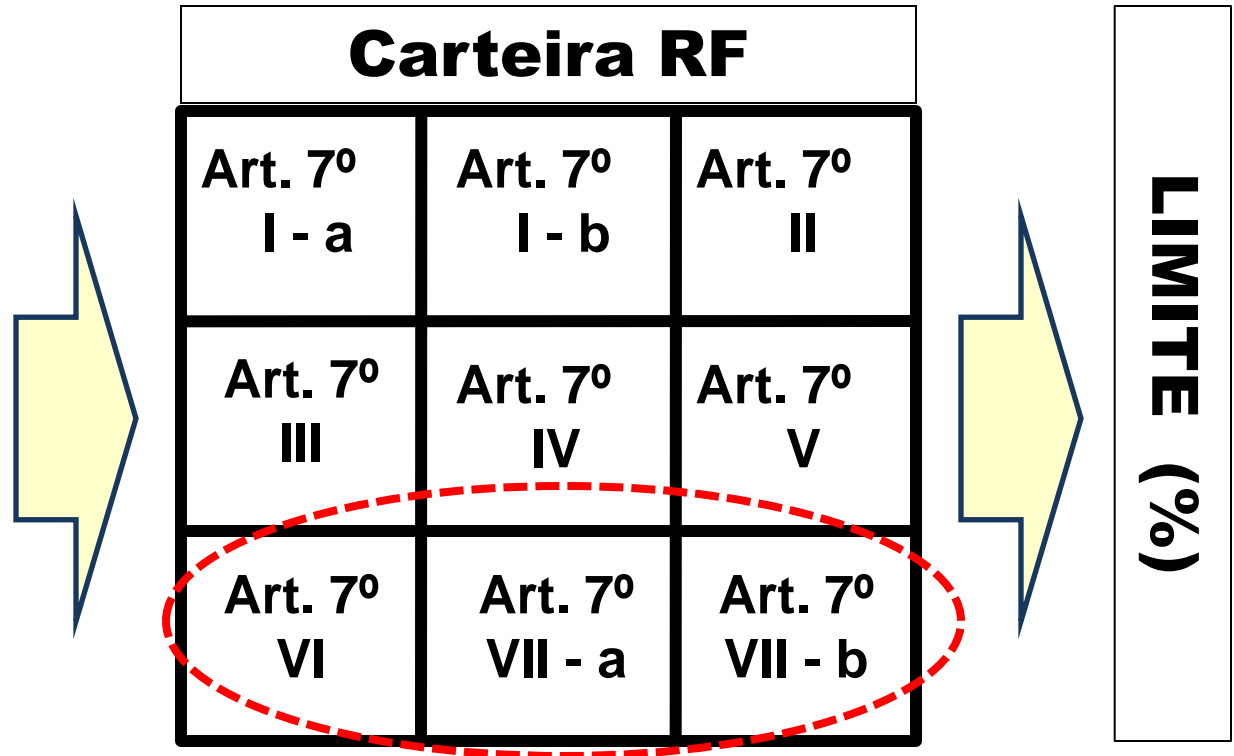 Carteira RF
Art. 7º
I - a
Art. 7º
I - b
Art. 7º
II
Art. 7º
III
Art. 7º
IV
Art. 7º
V
Art. 7º
VI
Art. 7º
VII - a
Art. 7º
VII - b
LIMITE (%)